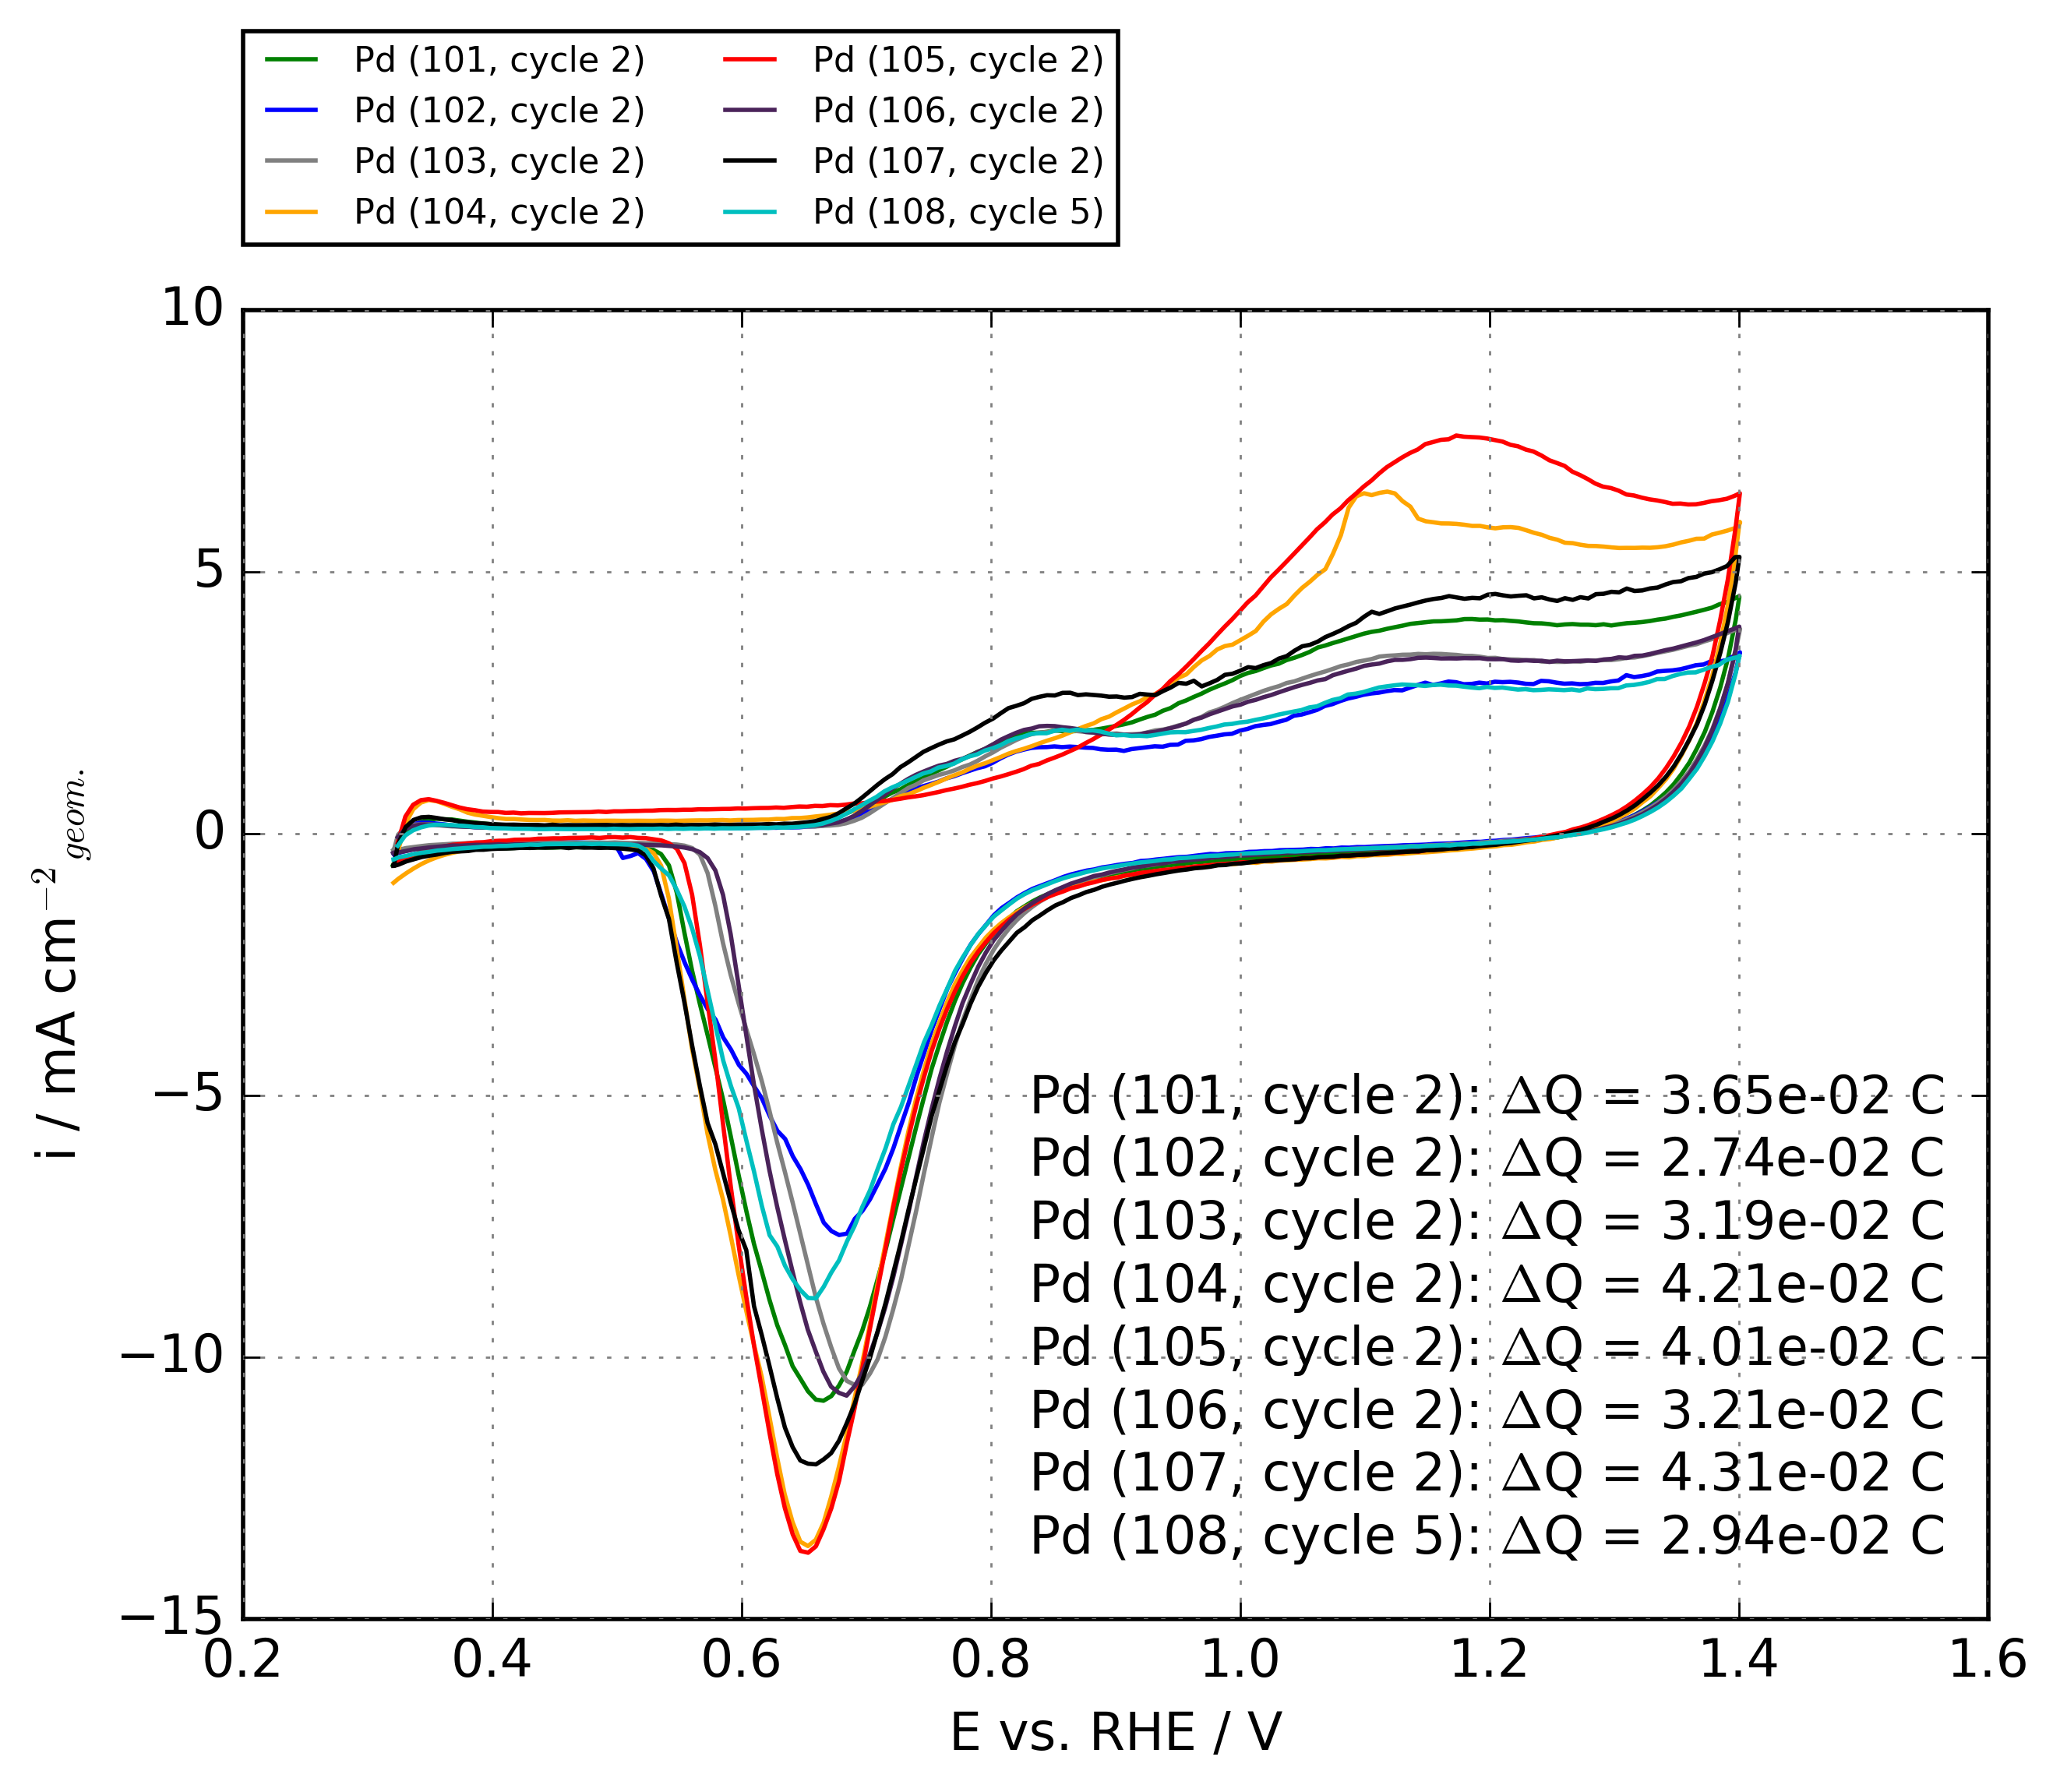 Pd (101, cycle 2)
Pd (102, cycle 2)
Pd (103, cycle 2)
Pd (104, cycle 2)
Pd (105, cycle 2)
Pd (106, cycle 2)
Pd (107, cycle 2)
Pd (108, cycle 5)
10
5
0
−5
−10
−15
i / mA cm⁻² geom.
Pd (101, cycle 2): ΔQ = 3.65e-02 C
Pd (102, cycle 2): ΔQ = 2.74e-02 C
Pd (103, cycle 2): ΔQ = 3.19e-02 C
Pd (104, cycle 2): ΔQ = 4.21e-02 C
Pd (105, cycle 2): ΔQ = 4.01e-02 C
Pd (106, cycle 2): ΔQ = 3.21e-02 C
Pd (107, cycle 2): ΔQ = 4.31e-02 C
Pd (108, cycle 5): ΔQ = 2.94e-02 C
0.2 0.4 0.6 0.8 1.0 1.2 1.4 1.6
E vs. RHE / V